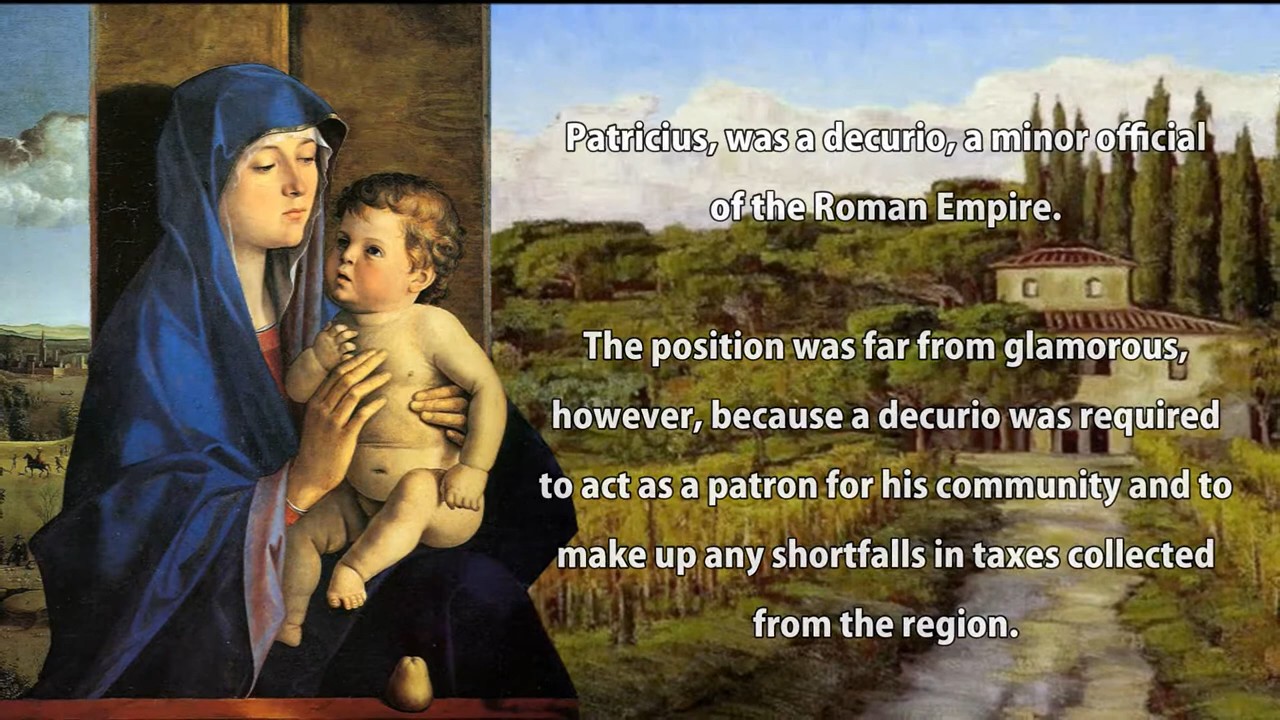 Patricius, was a decurio, a minor official
of the Roman Empire.
The position was far from glamorous,
however, because a decurio was required
to act as a patron for his community and to
make up any shortfalls in taxes collected
from the region.